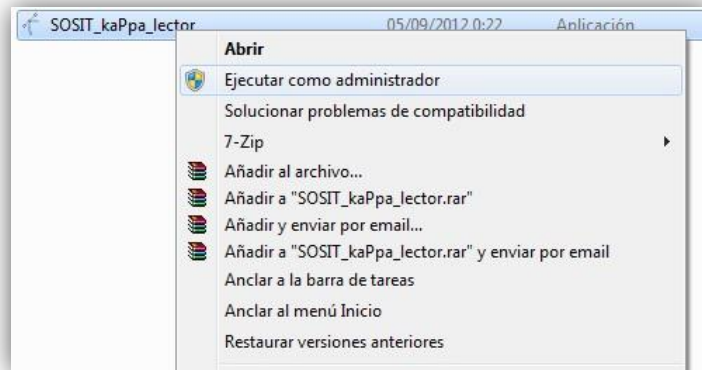 SOSIT_kaPpa_lector 05/09/2012 0:22 Aplicación
Abrir
Ejecutar como administrador
Solucionar problemas de compatibilidad
7-Zip
Añadir al archivo...
Añadir a "SOSIT_kaPpa_lector.rar"
Añadir y enviar por email...
Añadir a "SOSIT_kaPpa_lector.rar" y enviar por email
Anclar a la barra de tareas
Anclar al menú Inicio
Restaurar versiones anteriores